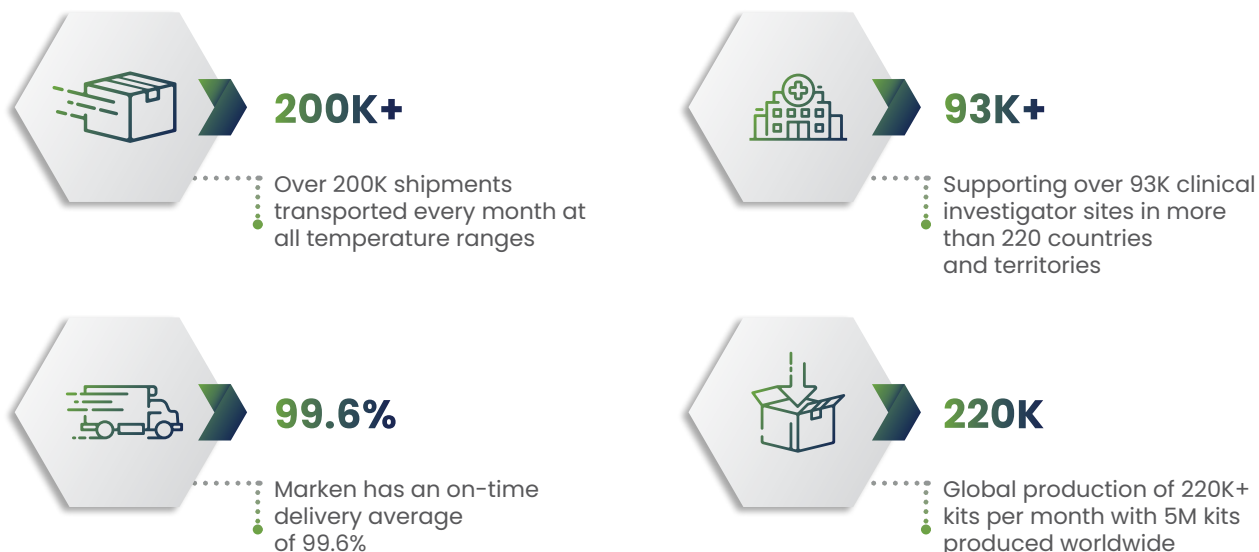 200K+
Over 200K shipments
transported every month at
all temperature ranges
93K+
Supporting over 93K clinical
investigator sites in more
than 220 countries
and territories
99.6%
Marken has an on-time
delivery average
of 99.6%
220K
Global production of 220K+
kits per month with 5M kits
produced worldwide